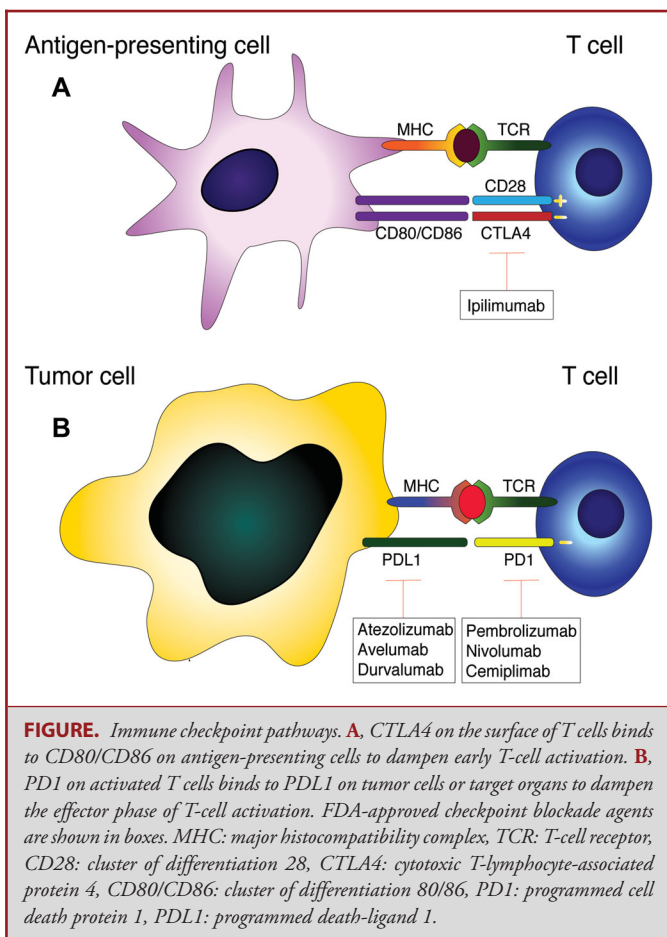 Antigen-presenting cell T cell
A
MHC TCR
CD28
+
CD80/CD86 CTLA4 –
Ipilimumab
Tumor cell T cell
B
MHC TCR
PDL1 PD1 –
Atezolizumab
Avelumab
Durvalumab
Pembrolizumab
Nivolumab
Cemiplimab
FIGURE. Immune checkpoint pathways. A, CTLA4 on the surface of T cells binds
to CD80/CD86 on antigen-presenting cells to dampen early T-cell activation. B,
PD1 on activated T cells binds to PDL1 on tumor cells or target organs to dampen
the effector phase of T-cell activation. FDA-approved checkpoint blockade agents
are shown in boxes. MHC: major histocompatibility complex, TCR: T-cell receptor,
CD28: cluster of differentiation 28, CTLA4: cytotoxic T-lymphocyte-associated
protein 4, CD80/CD86: cluster of differentiation 80/86, PD1: programmed cell
death protein 1, PDL1: programmed death-ligand 1.